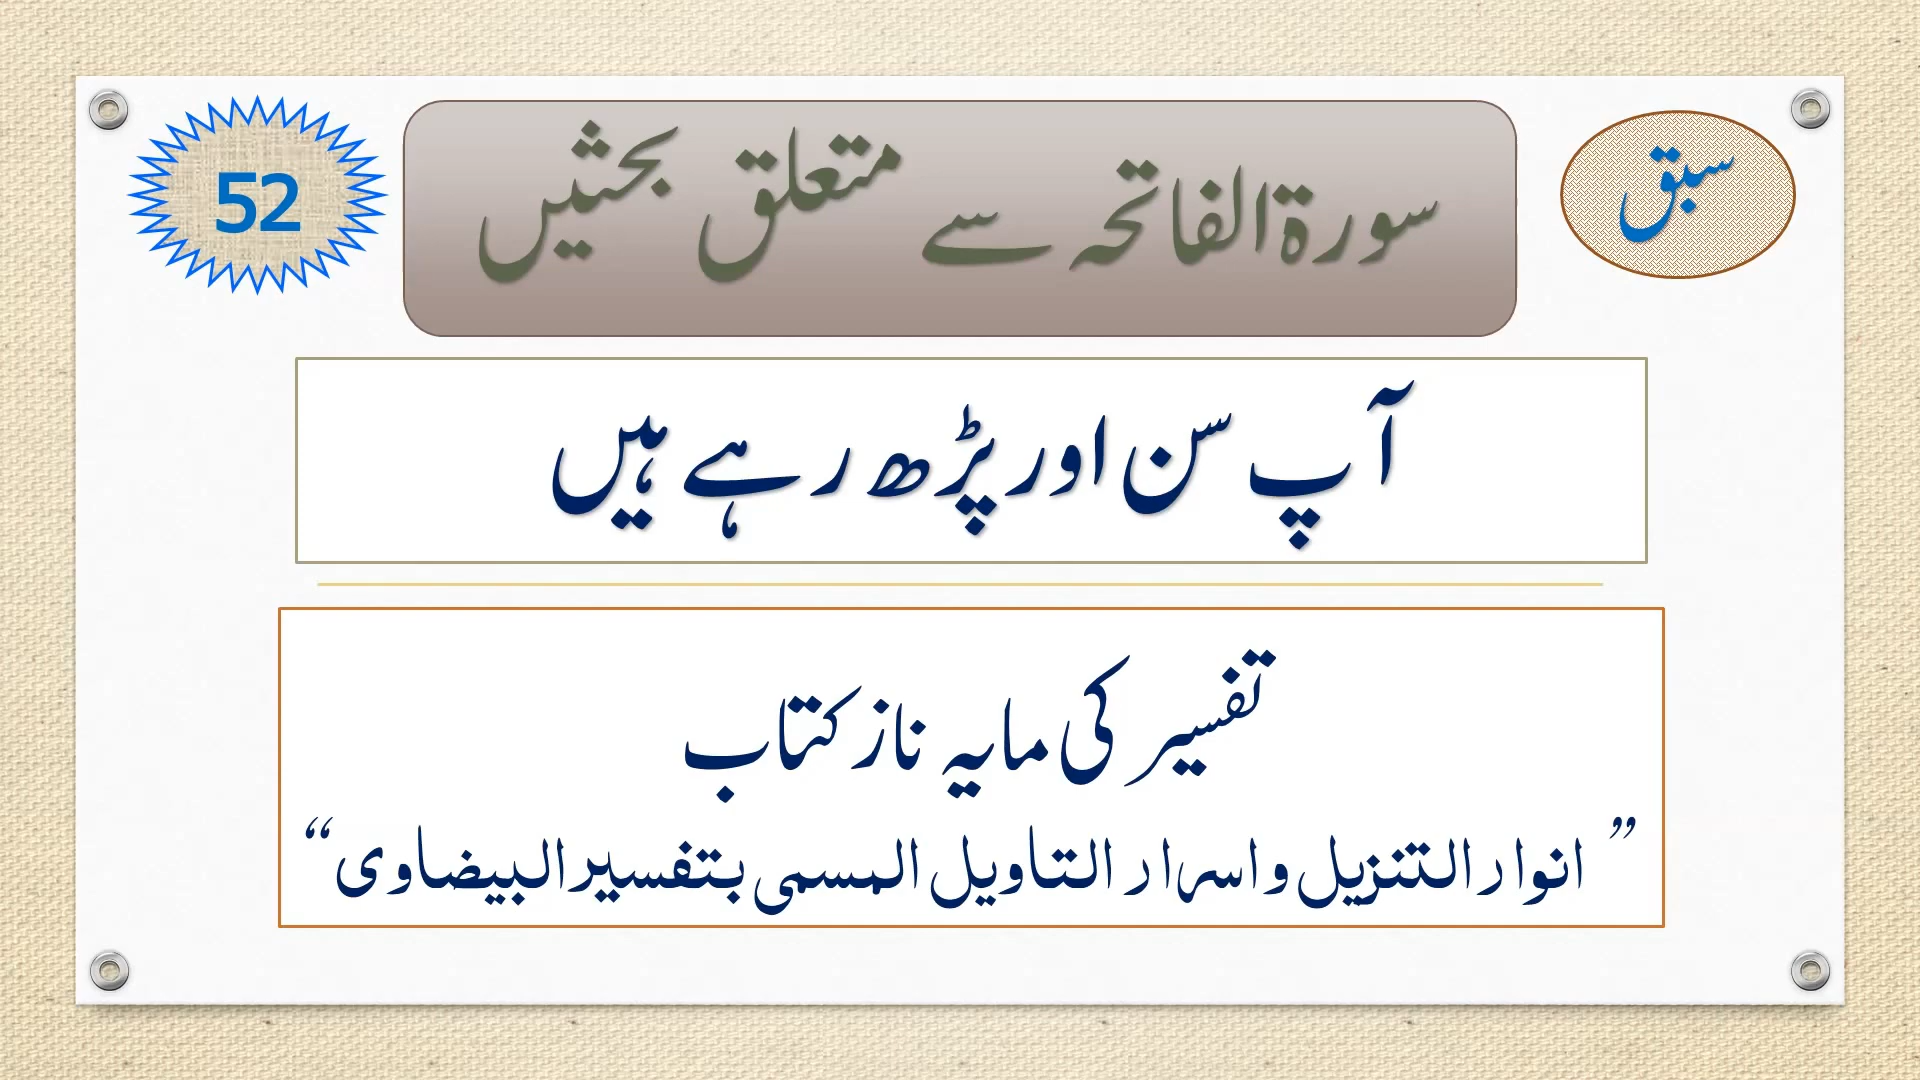 سبق
سورۃ الفاتحہ سے متعلق بحثیں
52
آپ سن اور پڑھ رہے ہیں
تفسیر کی مایہ ناز کتاب
” انوار التنزیل و اسرار التاویل المسمی بتفسیر البیضاوی “